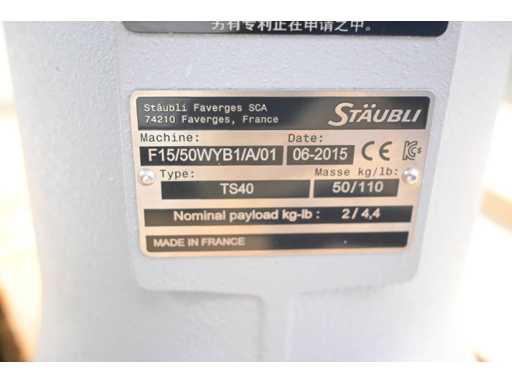 另有专利正在申请之中。
Stäubli Faverges SCA
74210 Faverges, France
STÄUBLI
Machine: Date:
F15/50WYB1/A/01 06-2015 CE
Type: Masse kg/lb:
TS40 50/110
Nominal payload kg-lb : 2 / 4,4
MADE IN FRANCE